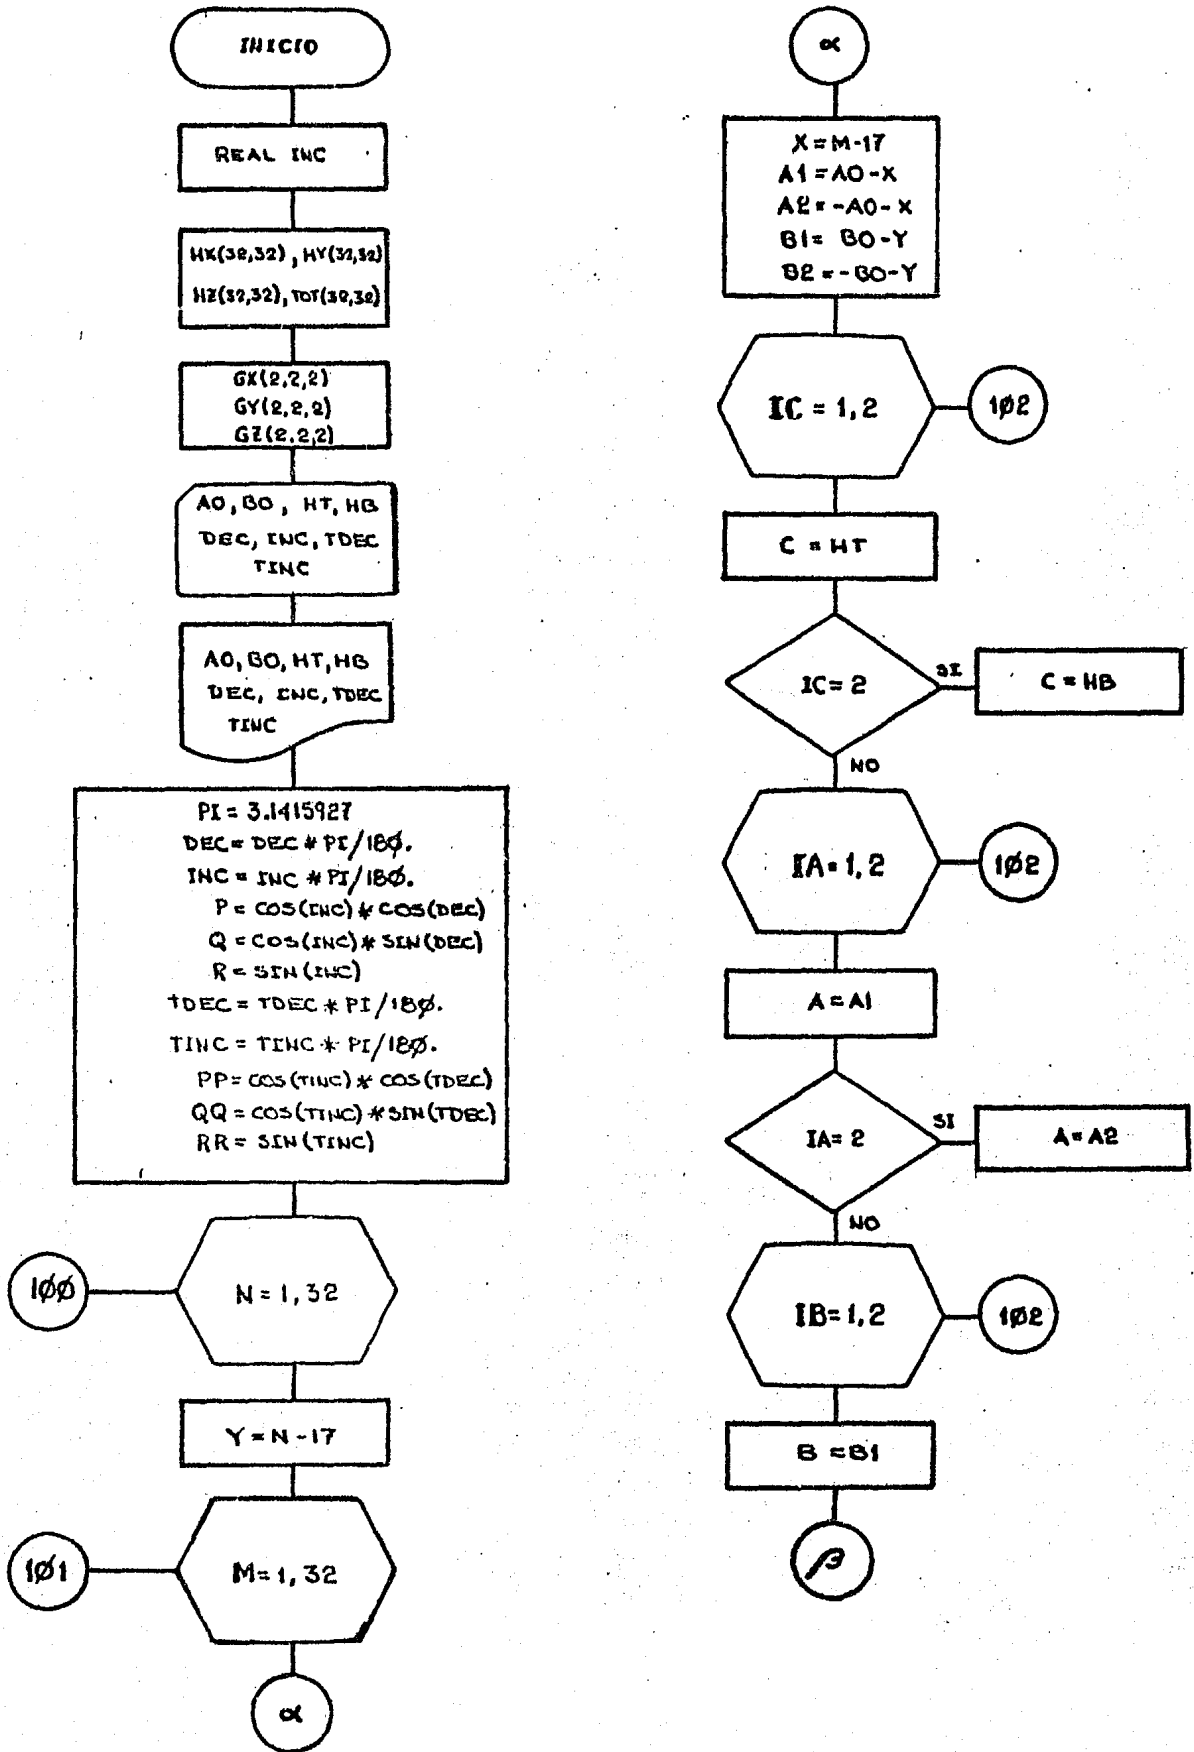 INICIO
REAL INC
HX(32,32), HY(32,32)
HZ(32,32), TOT(32,32)
GX(2,2,2)
GY(2,2,2)
GZ(2,2,2)
AO, BO, HT, HB
DEC, INC, TDEC
TINC
AO, BO, HT, HB
DEC, INC, TDEC
TINC
PI = 3.1415927
DEC = DEC * PI/18Ø.
INC = INC * PI/18Ø.
P = COS(INC) * COS(DEC)
Q = COS(INC) * SIN(DEC)
R = SIN(INC)
TDEC = TDEC * PI/18Ø.
TINC = TINC * PI/18Ø.
PP = COS(TINC) * COS(TDEC)
QQ = COS(TINC) * SIN(TDEC)
RR = SIN(TINC)
1ØØ
N = 1, 32
Y = N - 17
1Ø1
M = 1, 32
α
α
X = M-17
A1 = AO - X
A2 = -AO - X
B1 = BO - Y
B2 = -BO - Y
IC = 1, 2
1Ø2
C = HT
IC = 2
SI
C = HB
NO
IA = 1, 2
1Ø2
A = A1
IA = 2
SI
A = A2
NO
IB = 1, 2
1Ø2
B = B1
β